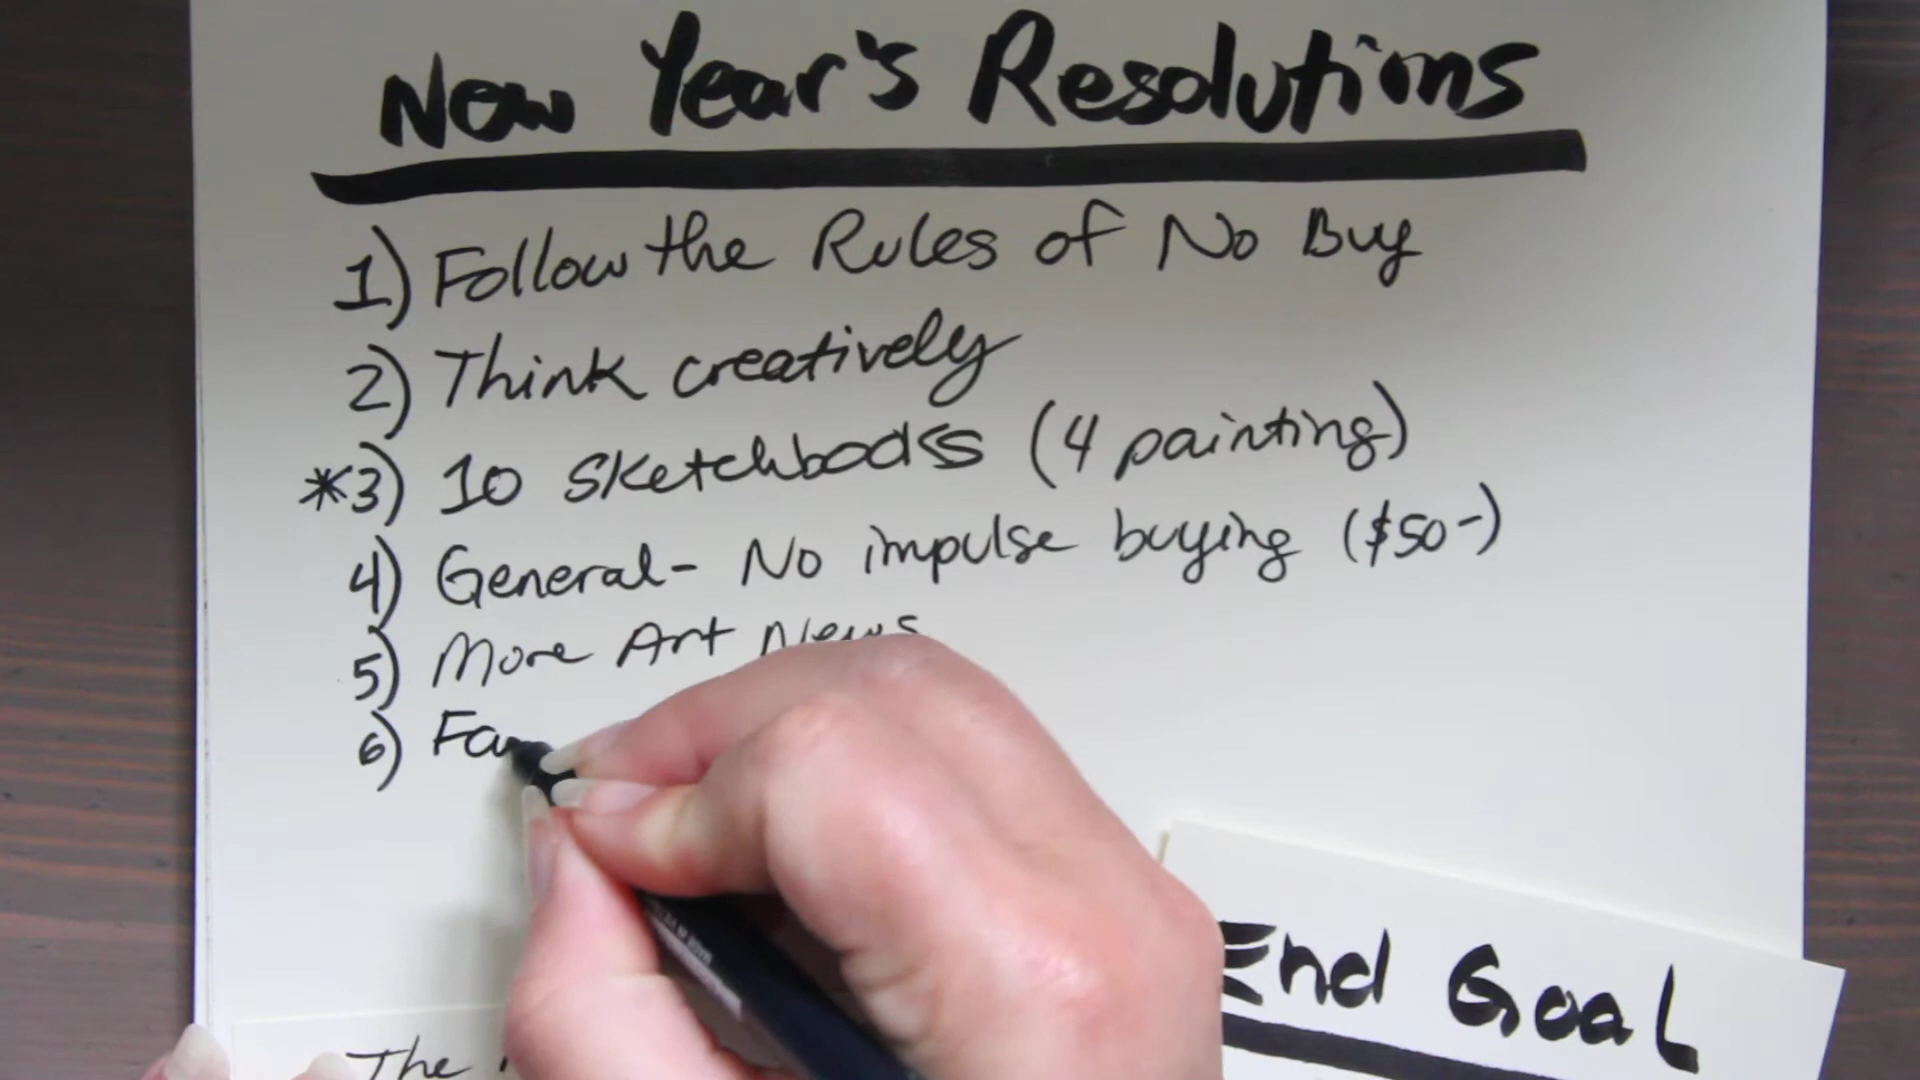 New Year's Resolutions
1) Follow the Rules of No Buy
2) Think creatively
*3) 10 Sketchbooks (4 painting)
4) General - No impulse buying ($50-)
5) More Art News
6) Fa
End Goal
The